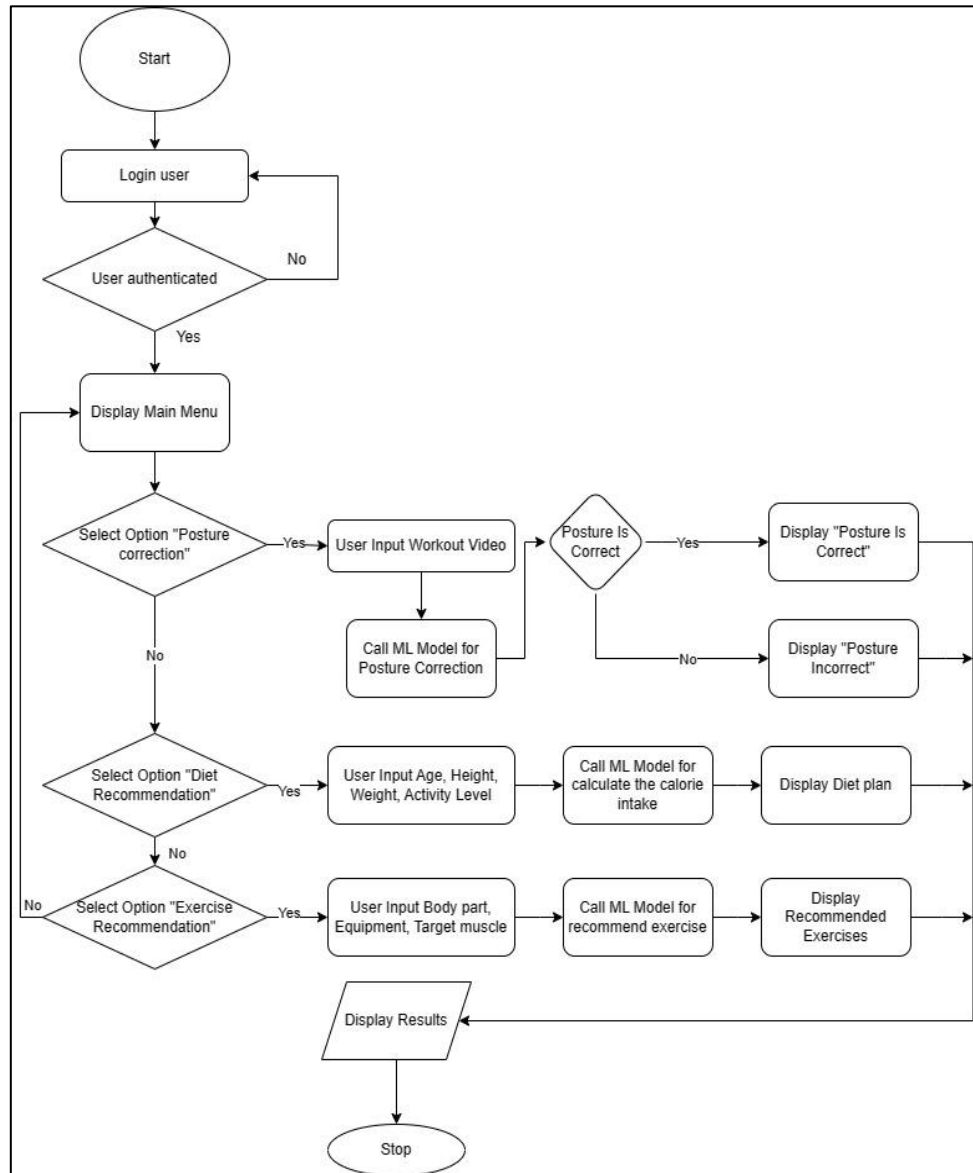 Start
Login user
User authenticated
No
Yes
Display Main Menu
Select Option "Posture
correction"
Yes
User Input Workout Video
Call ML Model for
Posture Correction
Posture Is
Correct
Yes
Display "Posture Is
Correct"
No
Display "Posture
Incorrect"
No
Select Option "Diet
Recommendation"
Yes
User Input Age, Height,
Weight, Activity Level
Call ML Model for
calculate the calorie
intake
Display Diet plan
No
No
Select Option "Exercise
Recommendation"
Yes
User Input Body part,
Equipment, Target muscle
Call ML Model for
recommend exercise
Display
Recommended
Exercises
Display Results
Stop